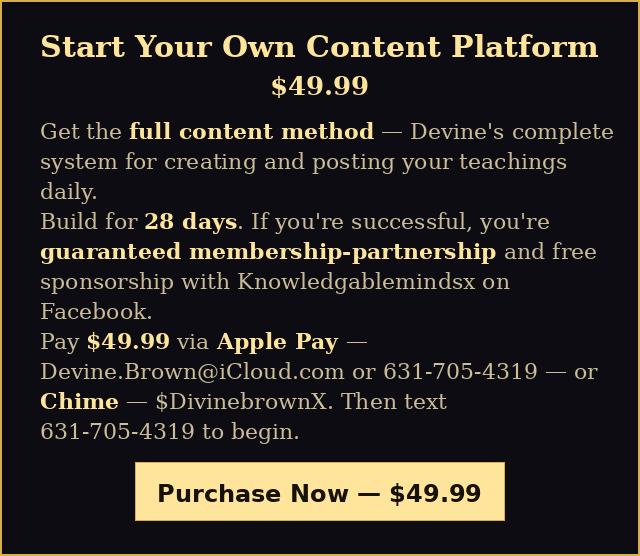 Start Your Own Content Platform
$49.99
Get the full content method — Devine's complete
system for creating and posting your teachings
daily.
Build for 28 days. If you're successful, you're
guaranteed membership-partnership and free
sponsorship with Knowledgablemindsx on
Facebook.
Pay $49.99 via Apple Pay —
Devine.Brown@iCloud.com or 631-705-4319 — or
Chime — $DivinebrownX. Then text
631-705-4319 to begin.
Purchase Now — $49.99